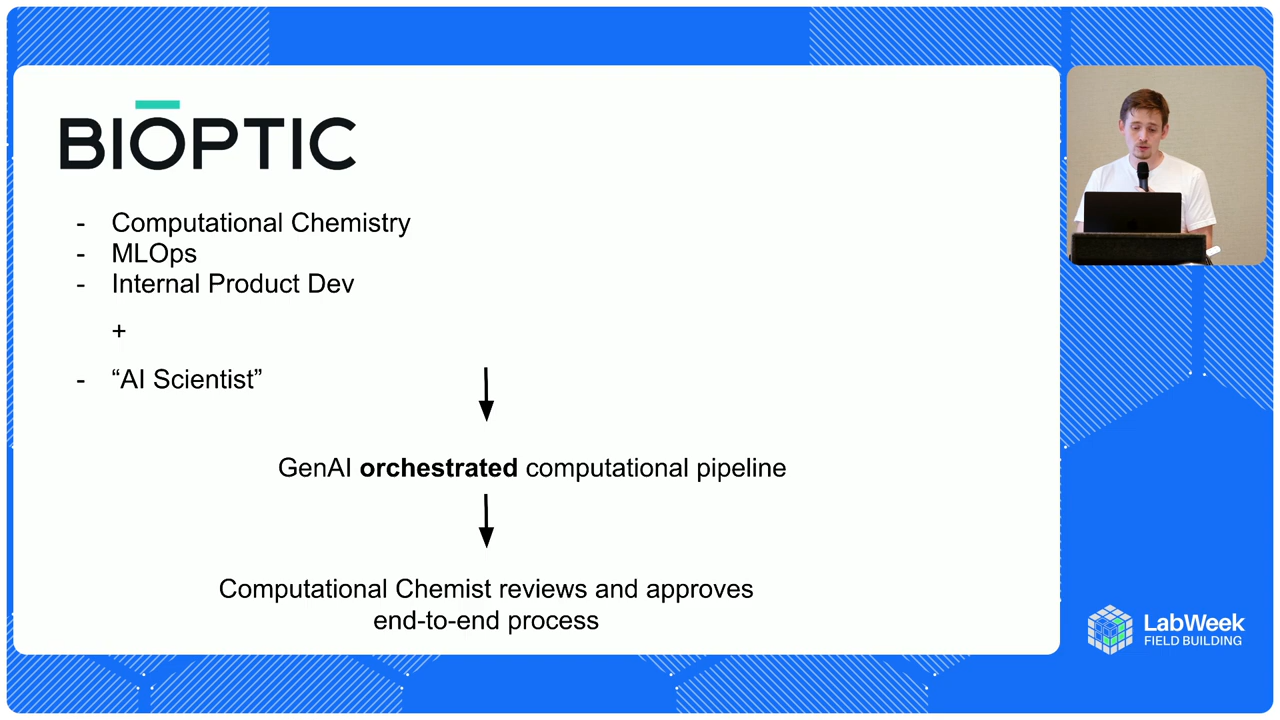 BIOPTIC
- Computational Chemistry
- MLOps
- Internal Product Dev
+
- “AI Scientist”
GenAI orchestrated computational pipeline
Computational Chemist reviews and approves
end-to-end process
LabWeek
FIELD BUILDING